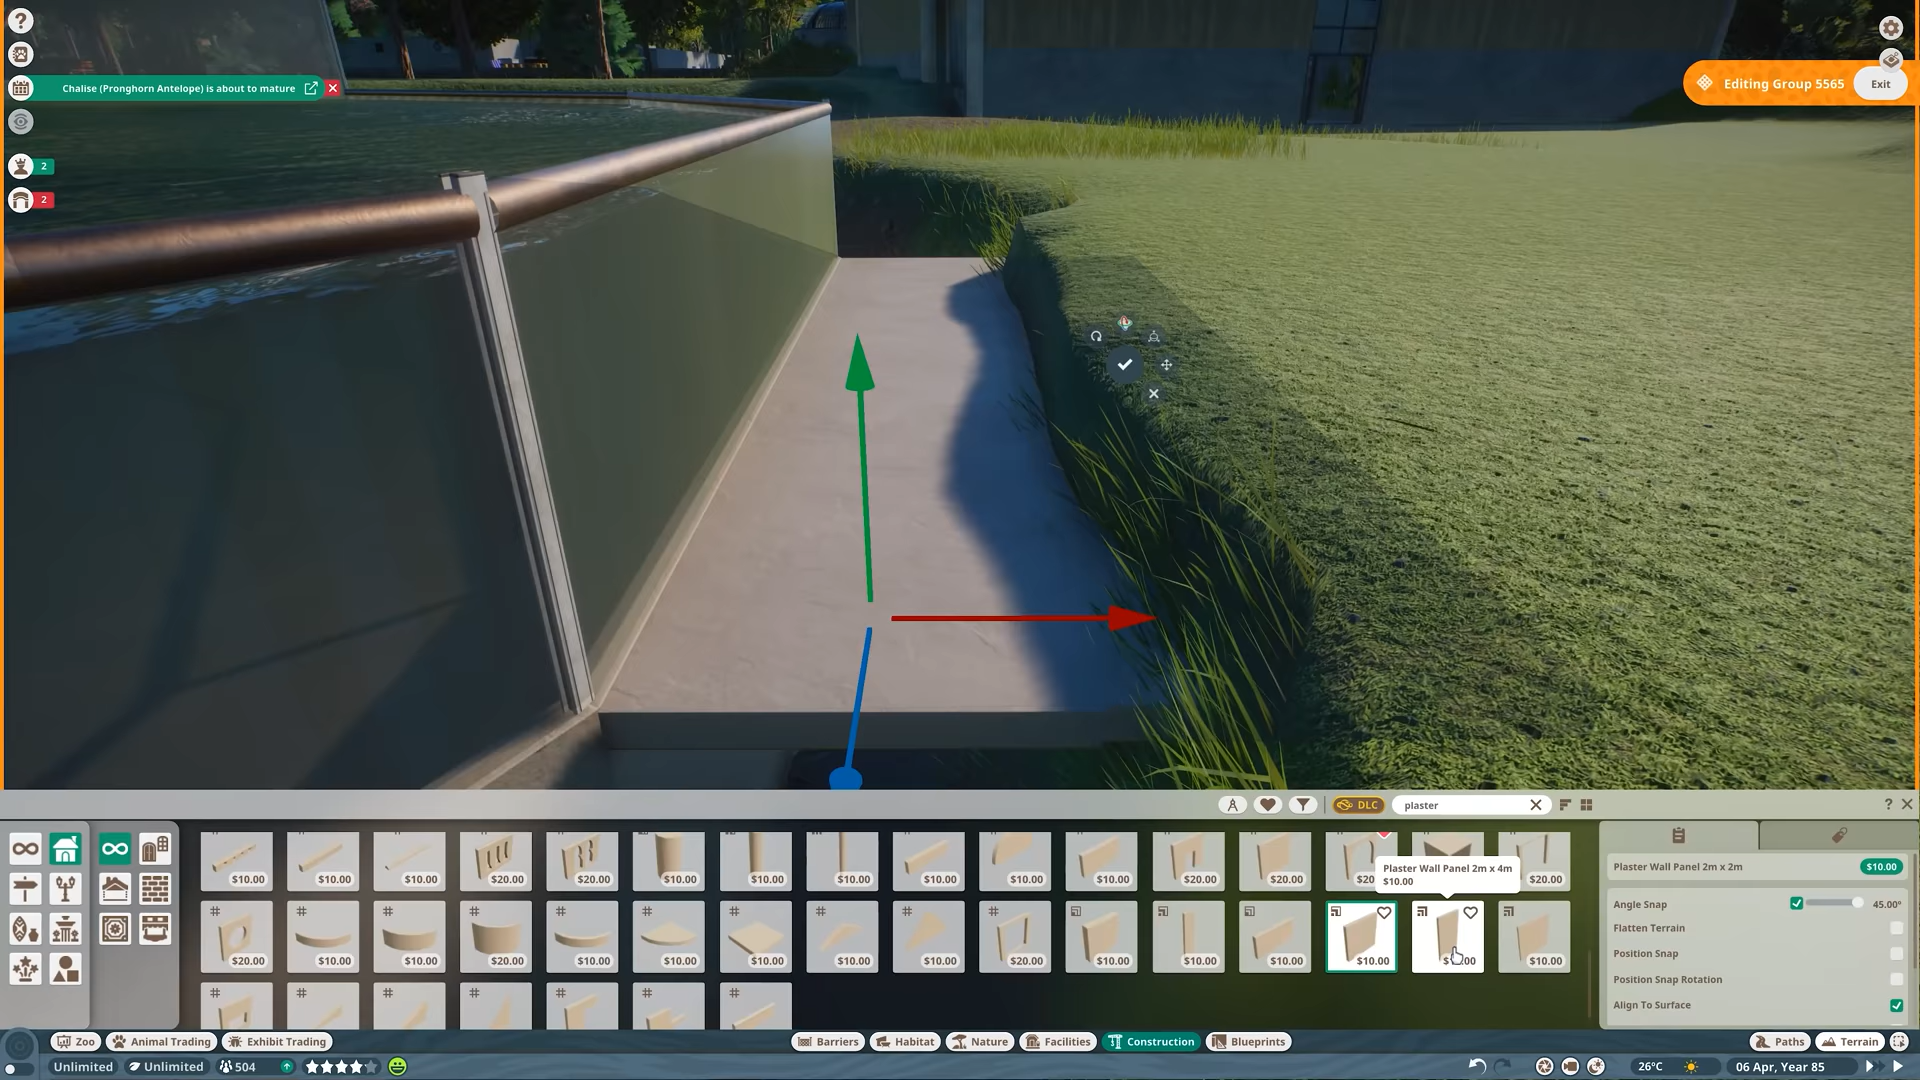 ?
Chalise (Pronghorn Antelope) is about to mature
2
2
Editing Group 5565
Exit
DLC
plaster
?
$10.00 $10.00 $10.00 $20.00 $20.00 $10.00 $10.00 $10.00 $10.00 $10.00 $10.00 $20.00 $10.00 $20.00
Plaster Wall Panel 2m x 4m
$10.00
$20.00 $10.00 $10.00 $20.00 $10.00 $10.00 $10.00 $10.00 $10.00 $20.00 $10.00 $10.00 $10.00 $10.00 $10.00
Plaster Wall Panel 2m x 2m
$10.00
Angle Snap
45.00°
Flatten Terrain
Position Snap
Position Snap Rotation
Align To Surface
Zoo
Animal Trading
Exhibit Trading
Barriers
Habitat
Nature
Facilities
Construction
Blueprints
Paths
Terrain
Unlimited
Unlimited
504
26°C
06 Apr, Year 85